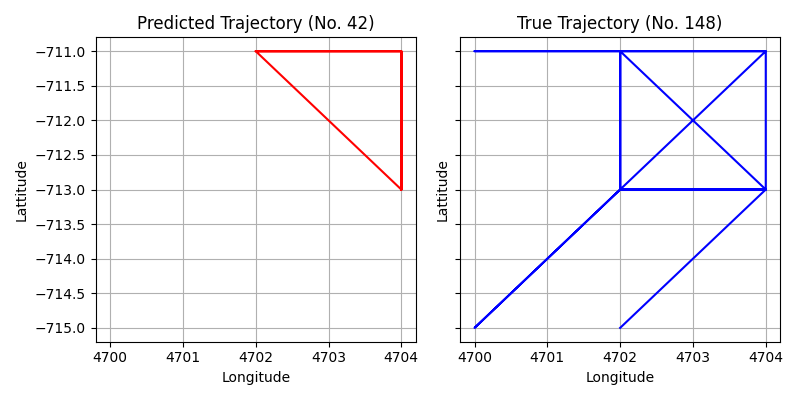 Predicted Trajectory (No. 42)
True Trajectory (No. 148)
−711.0
−711.5
−712.0
−712.5
−713.0
−713.5
−714.0
−714.5
−715.0
Lattitude
Lattitude
4700 4701 4702 4703 4704
4700 4701 4702 4703 4704
Longitude
Longitude